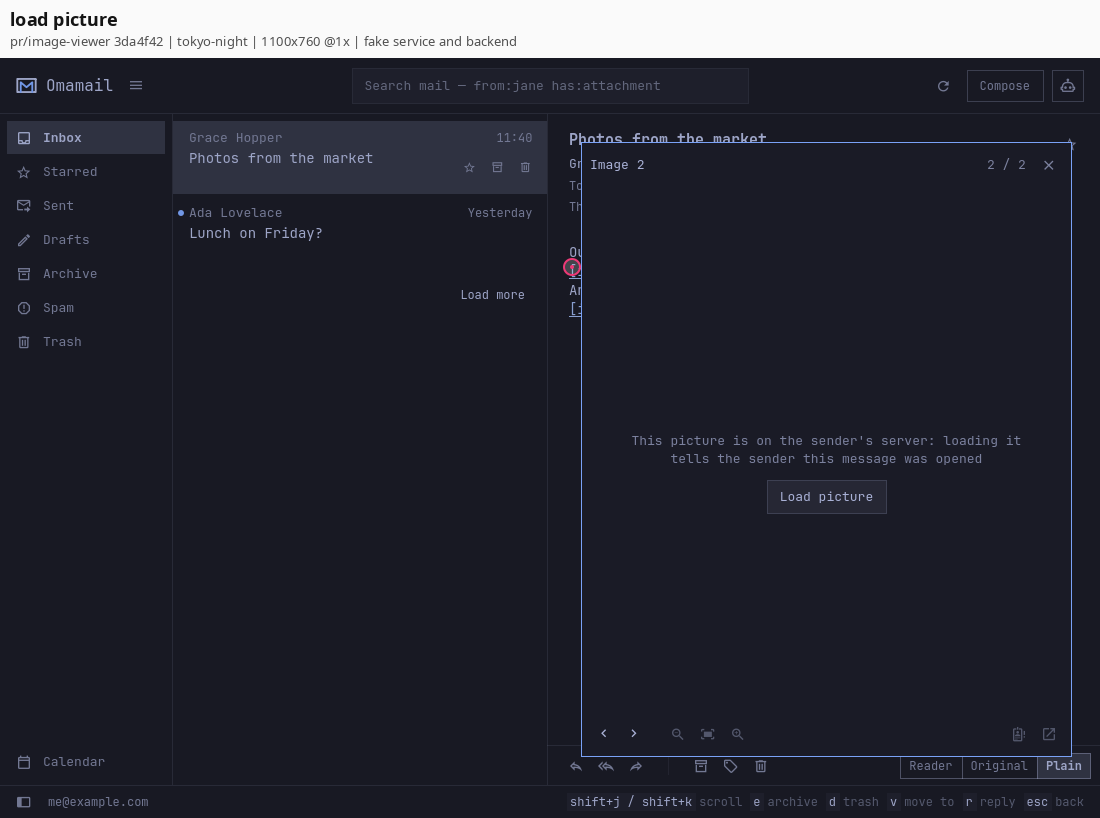 load picture
pr/image-viewer 3da4f42 | tokyo-night | 1100x760 @1x | fake service and backend
Omamail
Search mail — from:jane has:attachment
Compose
Inbox
Starred
Sent
Drafts
Archive
Spam
Trash
Calendar
Grace Hopper 11:40
Photos from the market
Ada Lovelace Yesterday
Lunch on Friday?
Load more
Photos from the market
Image 2 2 / 2
This picture is on the sender's server: loading it
tells the sender this message was opened
Load picture
Reader Original Plain
me@example.com
shift+j / shift+k scroll e archive d trash v move to r reply esc back